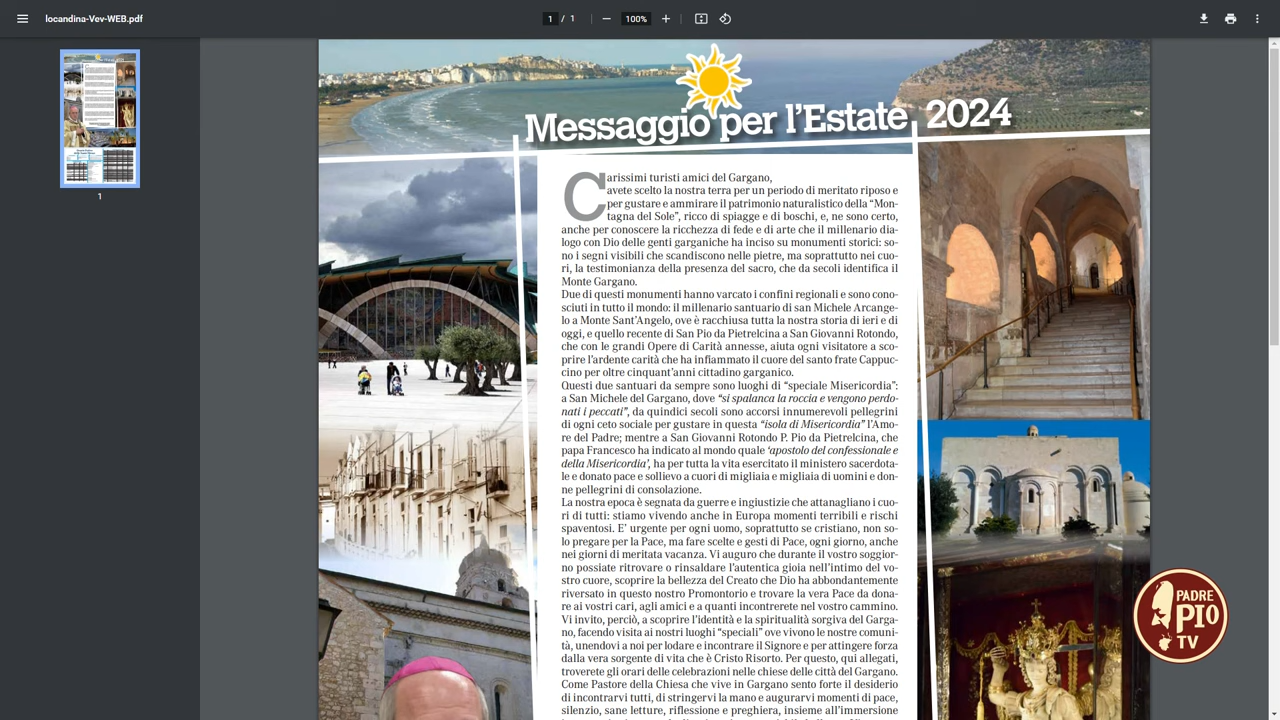 locandina-Vev-WEB.pdf
1 / 1
100%
1
Messaggio per l'Estate 2024
Carissimi turisti amici del Gargano,
avete scelto la nostra terra per un periodo di meritato riposo e
per gustare e ammirare il patrimonio naturalistico della “Mon-
tagna del Sole”, ricco di spiagge e di boschi, e, ne sono certo,
anche per conoscere la ricchezza di fede e di arte che il millenario dia-
logo con Dio delle genti garganiche ha inciso su monumenti storici: so-
no i segni visibili che scandiscono nelle pietre, ma soprattutto nei cuo-
ri, la testimonianza della presenza del sacro, che da secoli identifica il
Monte Gargano.
Due di questi monumenti hanno varcato i confini regionali e sono cono-
sciuti in tutto il mondo: il millenario santuario di san Michele Arcange-
lo a Monte Sant'Angelo, ove è racchiusa tutta la nostra storia di ieri e di
oggi, e quello recente di San Pio da Pietrelcina a San Giovanni Rotondo,
che con le grandi Opere di Carità annesse, aiuta ogni visitatore a sco-
prire l'ardente carità che ha infiammato il cuore del santo frate Cappuc-
cino per oltre cinquant'anni cittadino garganico.
Questi due santuari da sempre sono luoghi di “speciale Misericordia”:
a San Michele del Gargano, dove “si spalanca la roccia e vengono perdo-
nati i peccati”, da quindici secoli sono accorsi innumerevoli pellegrini
di ogni ceto sociale per gustare in questa “isola di Misericordia” l'Amo-
re del Padre; mentre a San Giovanni Rotondo P. Pio da Pietrelcina, che
papa Francesco ha indicato al mondo quale ‘apostolo del confessionale e
della Misericordia’, ha per tutta la vita esercitato il ministero sacerdota-
le e donato pace e sollievo a cuori di migliaia e migliaia di uomini e don-
ne pellegrini di consolazione.
La nostra epoca è segnata da guerre e ingiustizie che attanagliano i cuo-
ri di tutti: stiamo vivendo anche in Europa momenti terribili e rischi
spaventosi. E' urgente per ogni uomo, soprattutto se cristiano, non so-
lo pregare per la Pace, ma fare scelte e gesti di Pace, ogni giorno, anche
nei giorni di meritata vacanza. Vi auguro che durante il vostro soggior-
no possiate ritrovare o rinsaldare l'autentica gioia nell'intimo del vo-
stro cuore, scoprire la bellezza del Creato che Dio ha abbondantemente
riversato in questo nostro Promontorio e trovare la vera Pace da dona-
re ai vostri cari, agli amici e a quanti incontrerete nel vostro cammino.
Vi invito, perciò, a scoprire l'identità e la spiritualità sorgiva del Garga-
no, facendo visita ai nostri luoghi “speciali” ove vivono le nostre comuni-
tà, unendovi a noi per lodare e incontrare il Signore e per attingere forza
dalla vera sorgente di vita che è Cristo Risorto. Per questo, qui allegati,
troverete gli orari delle celebrazioni nelle chiese delle città del Gargano.
Come Pastore della Chiesa che vive in Gargano sento forte il desiderio
di incontrarvi tutti, di stringervi la mano e augurarvi momenti di pace,
silenzio, sane letture, riflessione e preghiera, insieme all'immersione
PADRE
PIO
TV